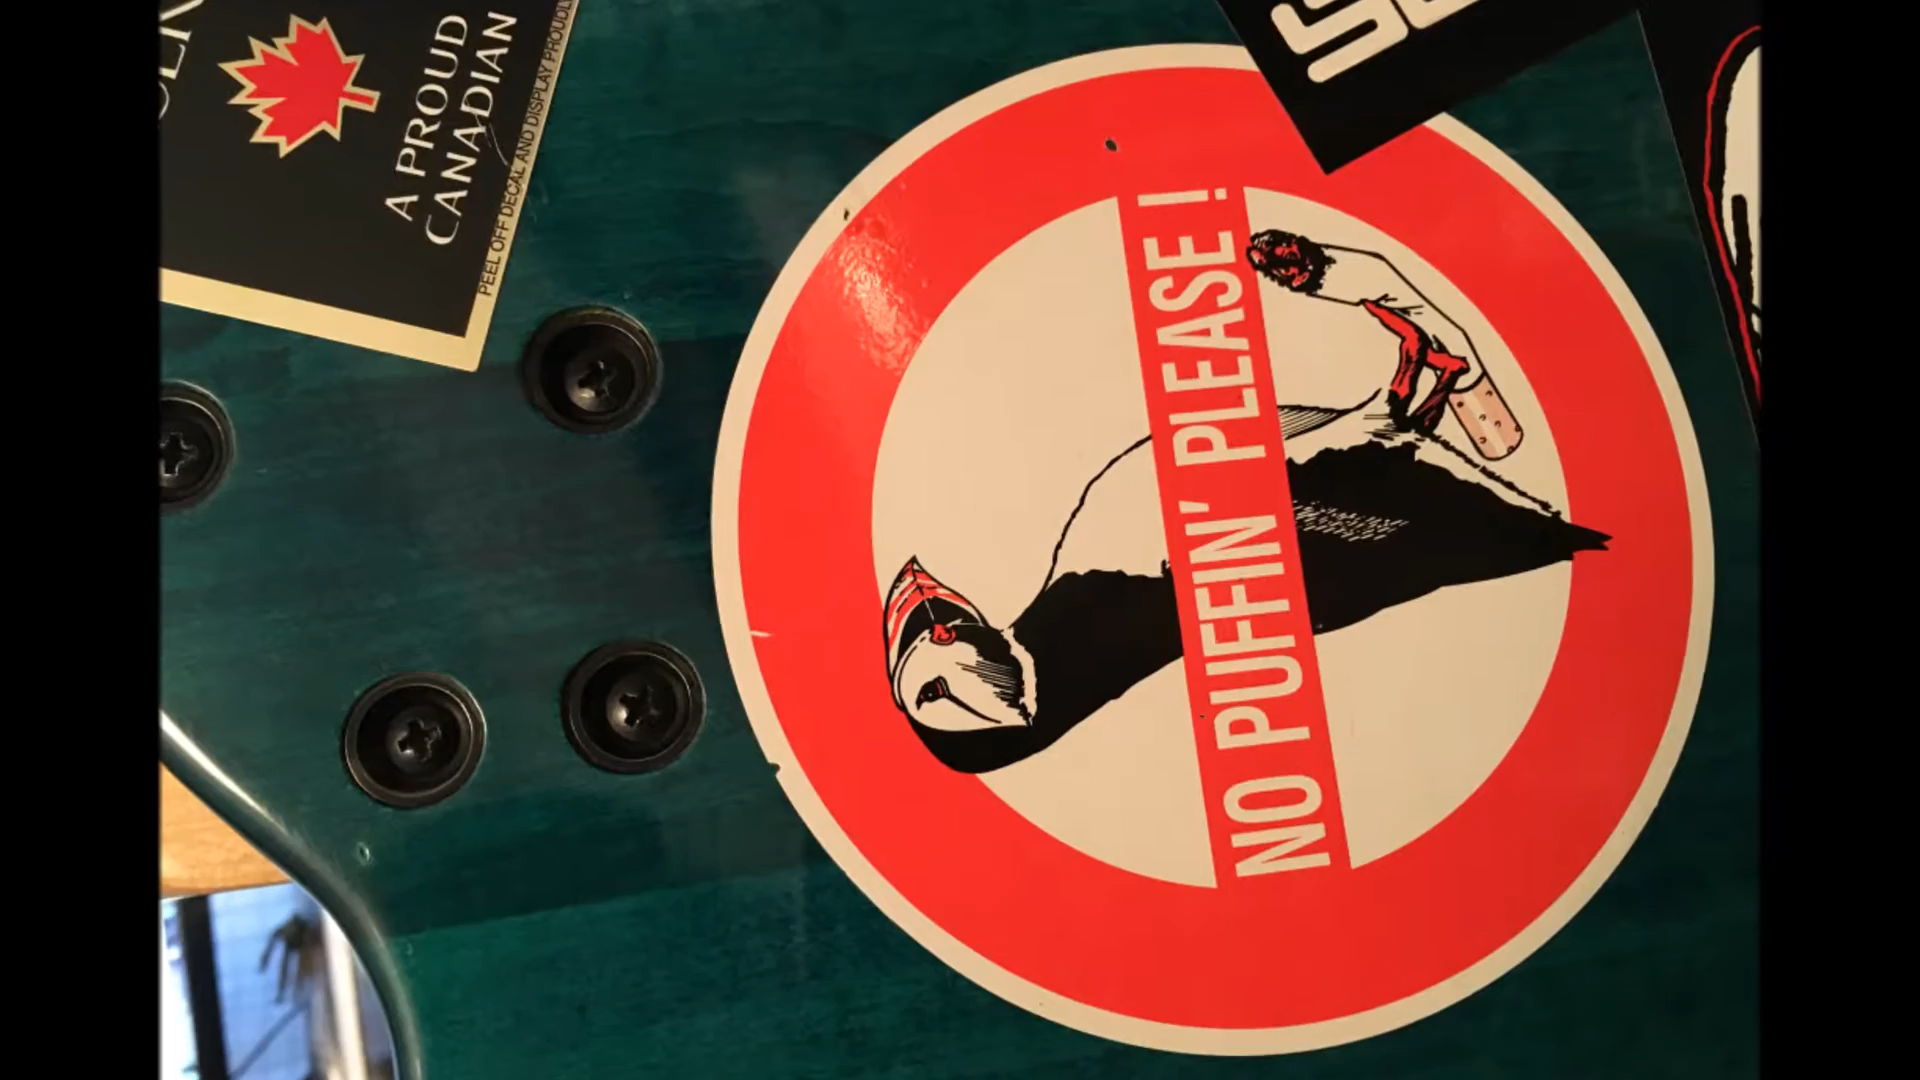 A PROUD
CANADIAN
PEEL OFF DECAL AND DISPLAY PROUDLY
NO PUFFIN' PLEASE !